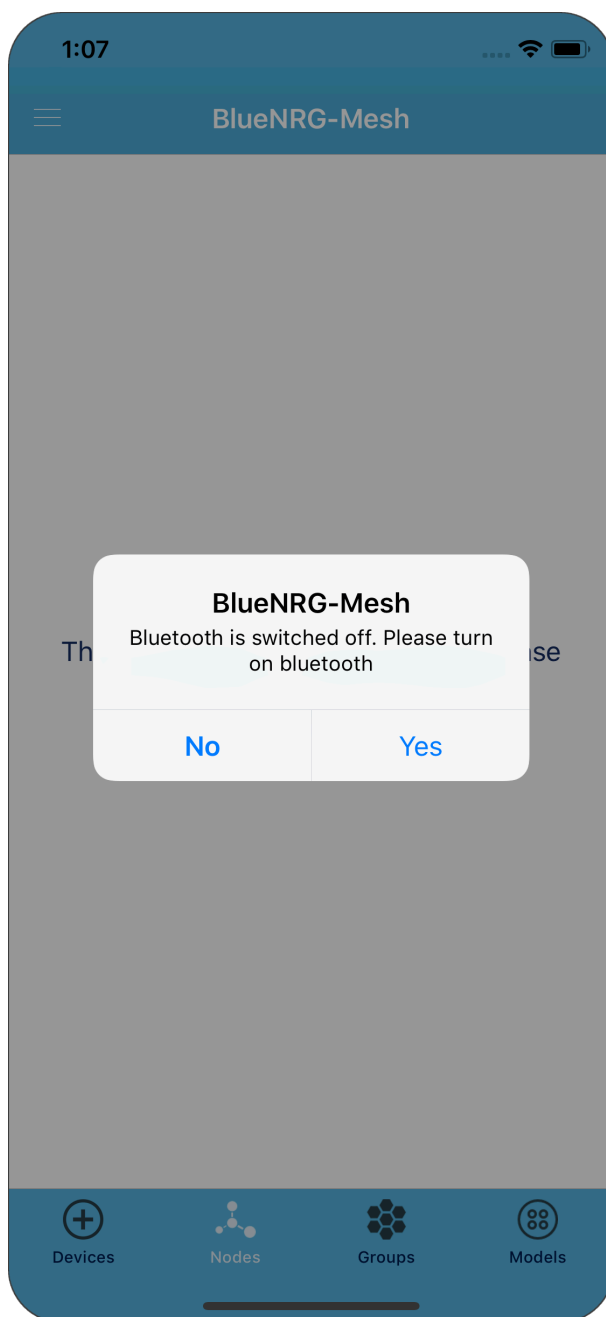 1:07
BlueNRG-Mesh
BlueNRG-Mesh
Bluetooth is switched off. Please turn
on bluetooth
No Yes
Devices Nodes Groups Models